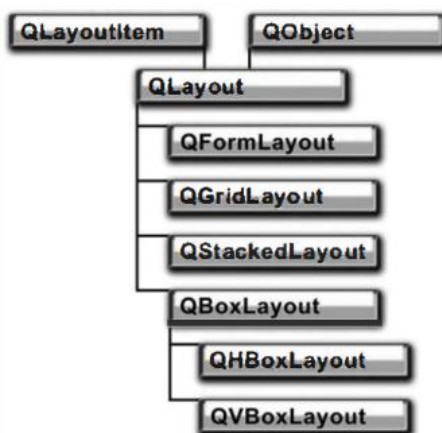 QLayoutItem QObject
QLayout
QFormLayout
QGridLayout
QStackedLayout
QBoxLayout
QHBoxLayout
QVBoxLayout